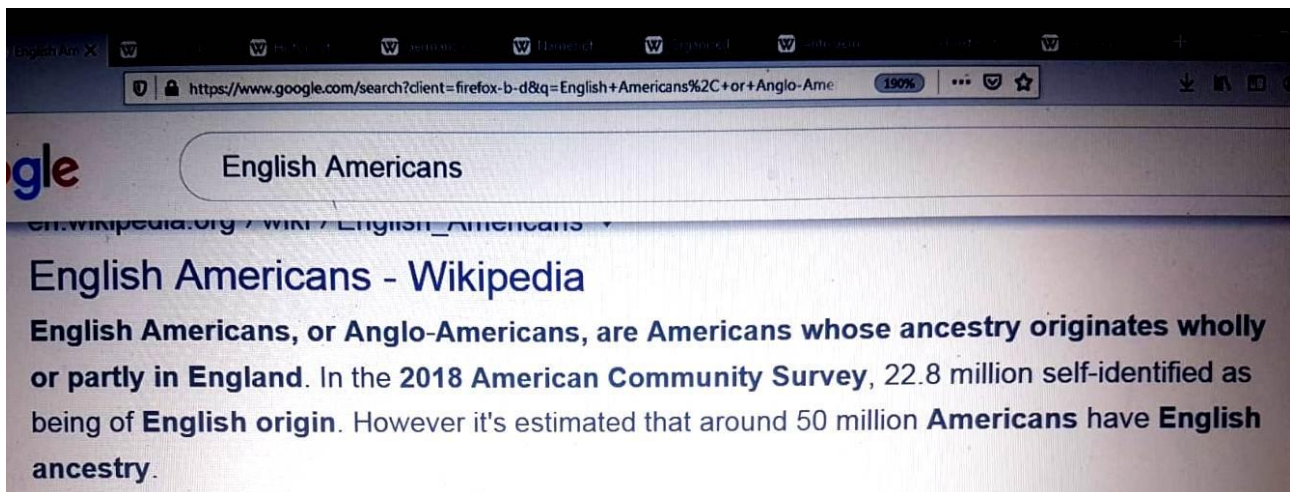 W W W W W W W
https://www.google.com/search?client=firefox-b-d&q=English+Americans%2C+or+Anglo-Ame 190%
gle English Americans
en.wikipedia.org / wiki / English_Americans
English Americans - Wikipedia
English Americans, or Anglo-Americans, are Americans whose ancestry originates wholly
or partly in England. In the 2018 American Community Survey, 22.8 million self-identified as
being of English origin. However it's estimated that around 50 million Americans have English
ancestry.